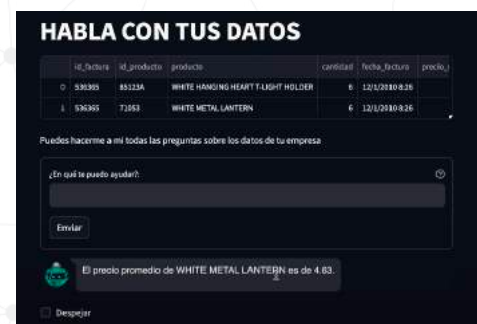 HABLA CON TUS DATOS
id_factura id_producto producto cantidad fecha_factura precio_
0 536365 85123A WHITE HANGING HEART T-LIGHT HOLDER 6 12/1/2010 8:26
1 536365 71053 WHITE METAL LANTERN 6 12/1/2010 8:26
Puedes hacerme a mi todas las preguntas sobre los datos de tu empresa
¿En qué te puedo ayudar?:
Enviar
El precio promedio de WHITE METAL LANTERN es de 4.63.
Despejar